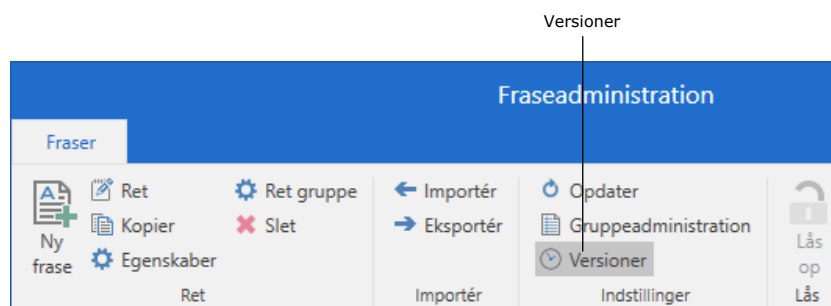 Versioner
Fraseadministration
Fraser
Ny
frase
Ret
Kopier
Egenskaber
Ret gruppe
Slet
Ret
Importér
Eksportér
Importér
Opdater
Gruppeadministration
Versioner
Indstillinger
Lås
op
Lås